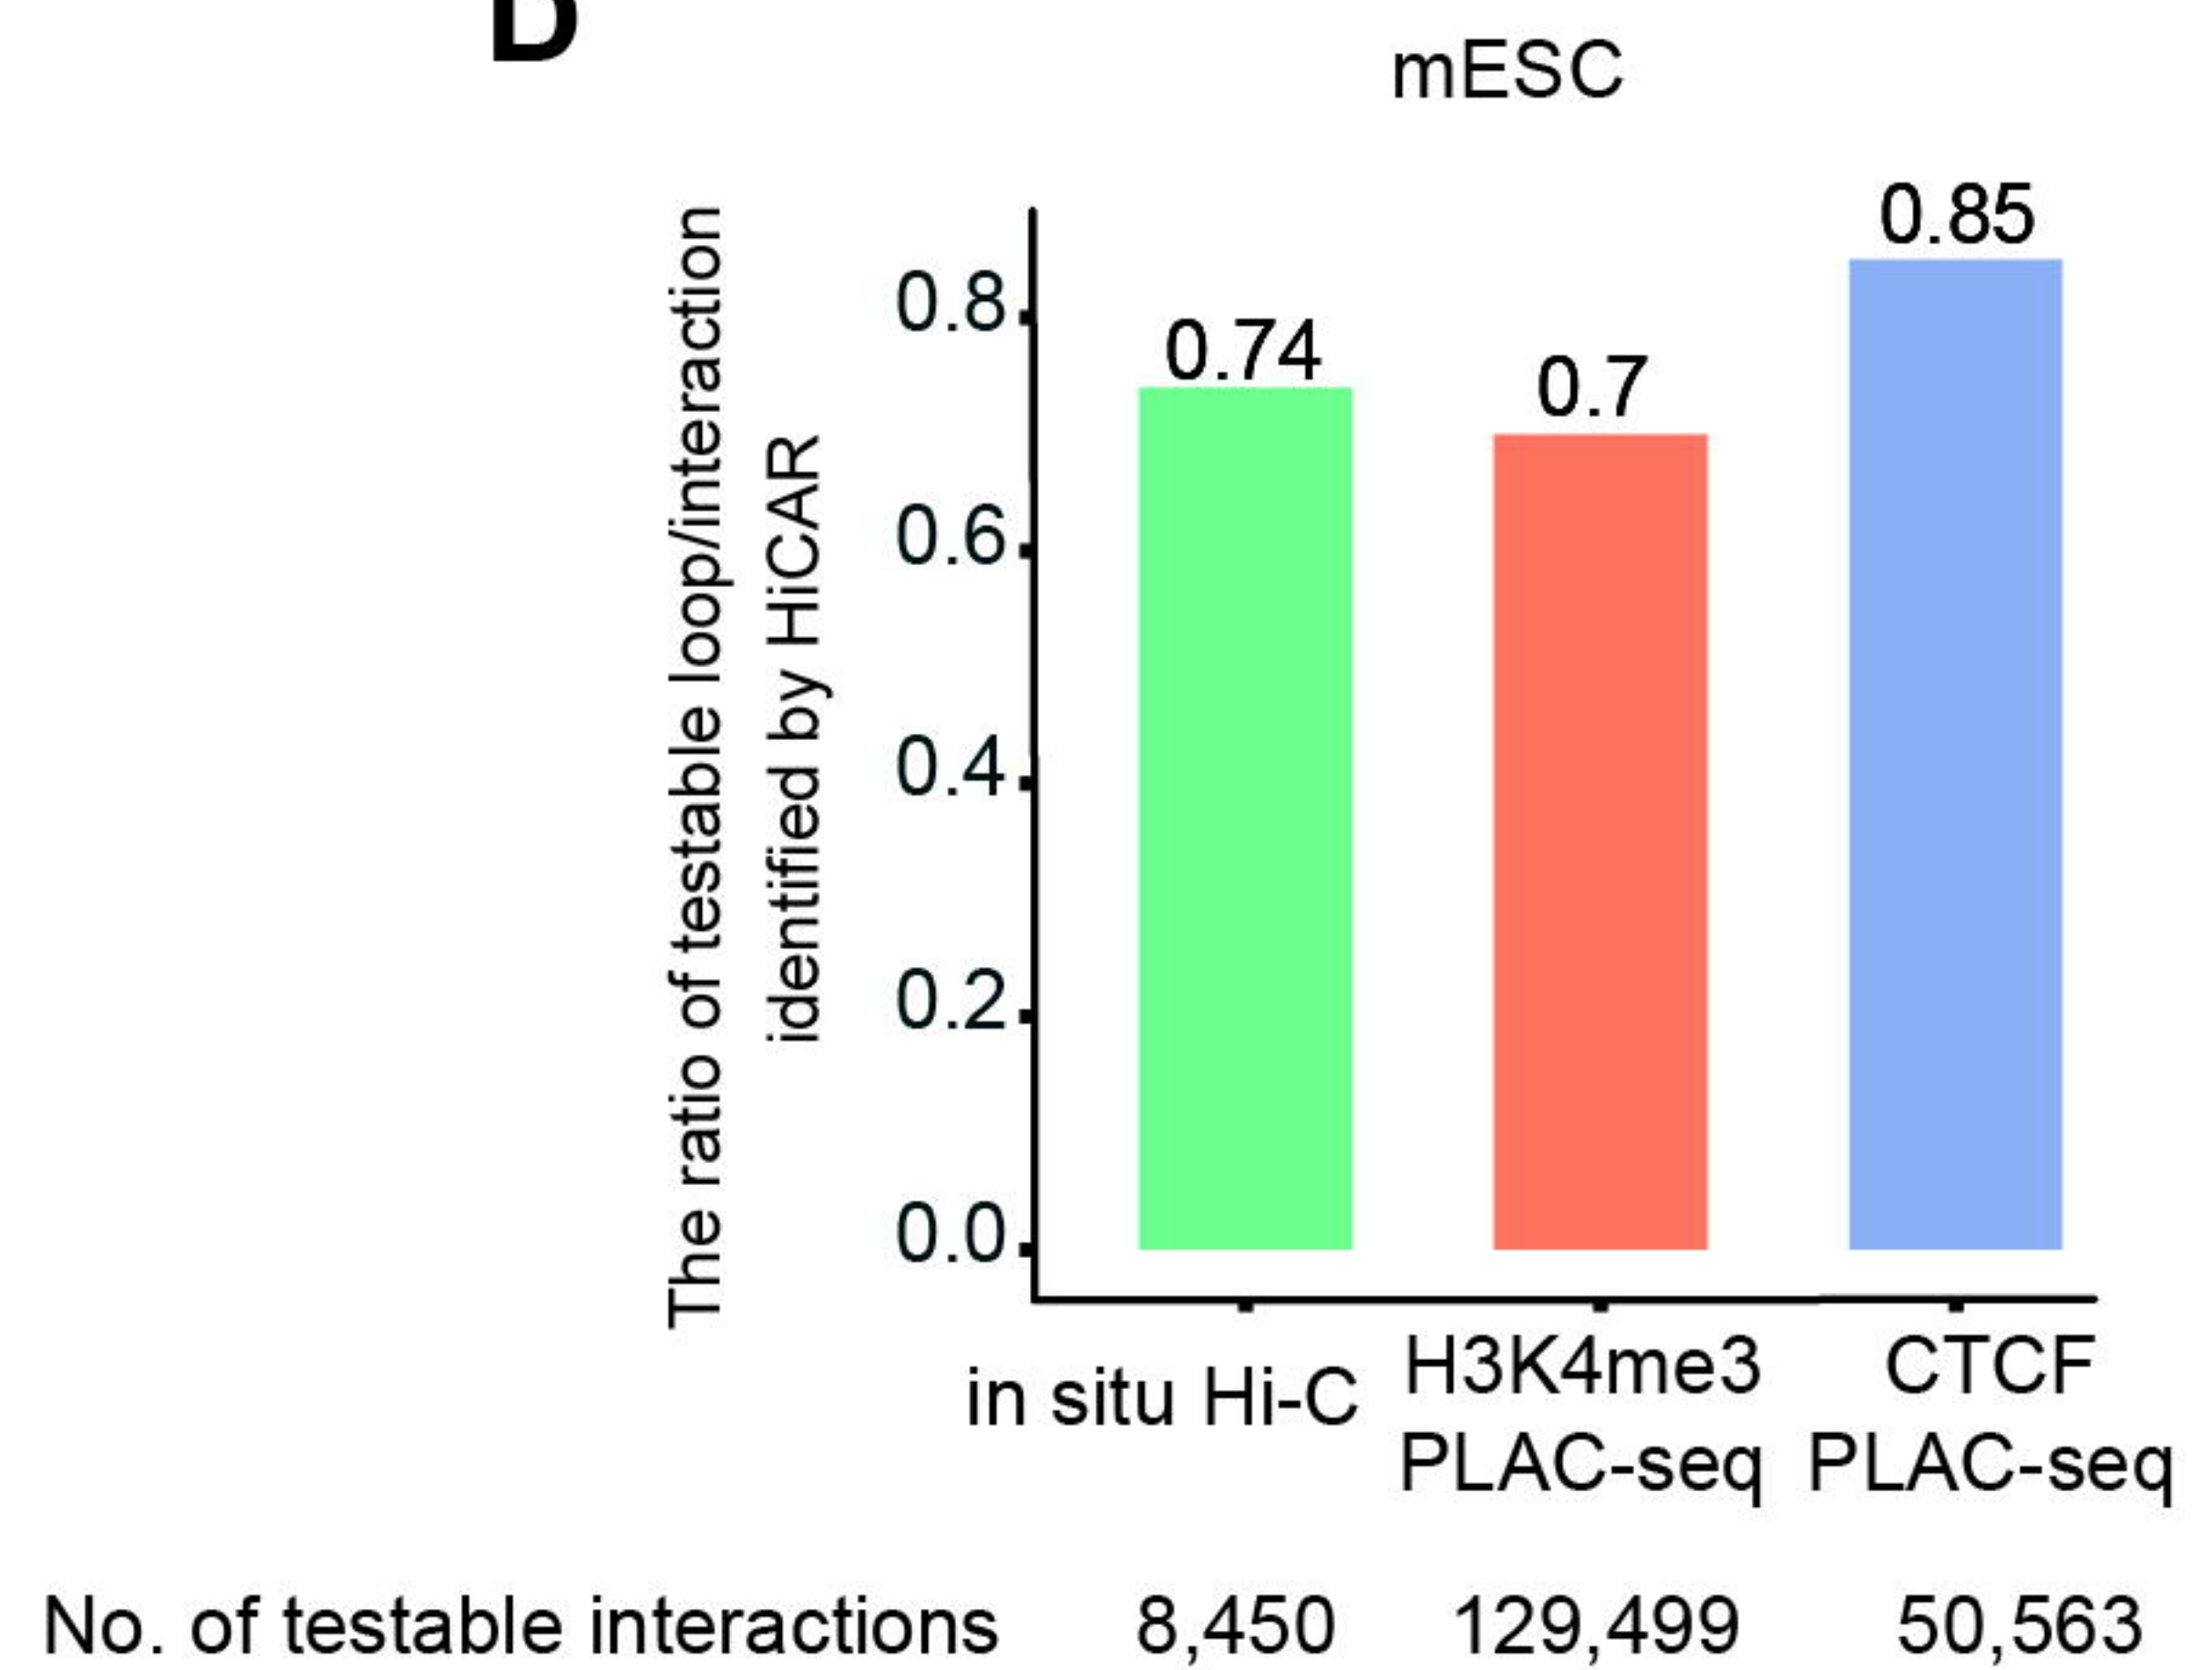 D
mESC
The ratio of testable loop/interaction
identified by HiCAR
0.8
0.6
0.4
0.2
0.0
0.74
0.7
0.85
in situ Hi-C
H3K4me3
PLAC-seq
CTCF
PLAC-seq
No. of testable interactions 8,450 129,499 50,563